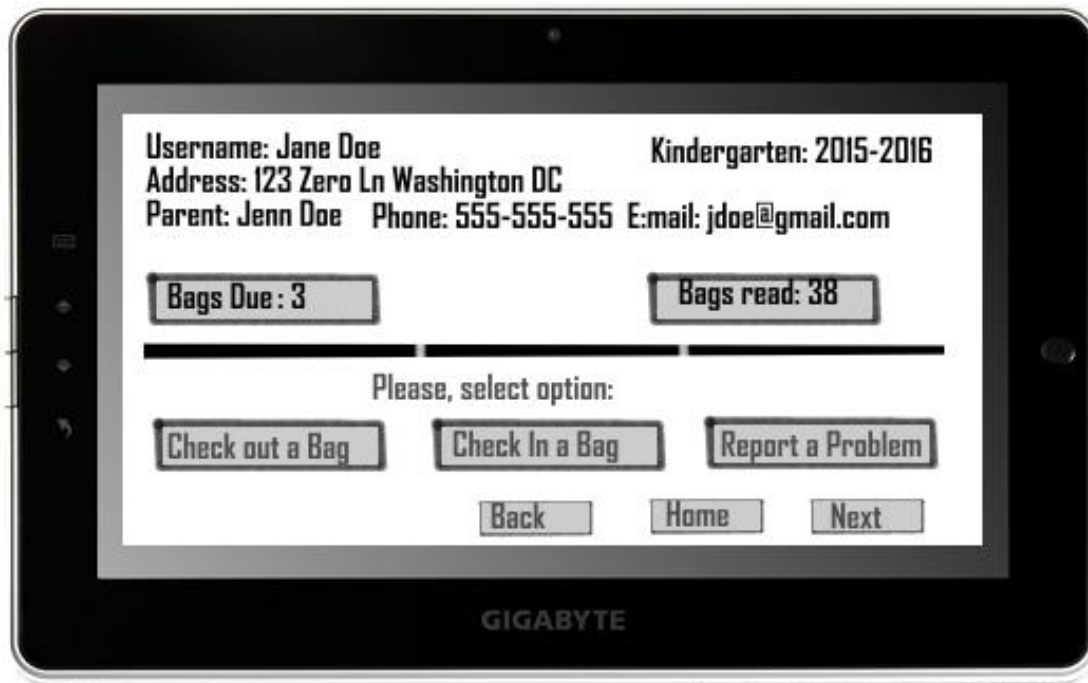 Username: Jane Doe Kindergarten: 2015-2016
Address: 123 Zero Ln Washington DC
Parent: Jenn Doe Phone: 555-555-555 E:mail: jdoe@gmail.com
Bags Due : 3 Bags read: 38
Please, select option:
Check out a Bag Check In a Bag Report a Problem
Back Home Next
GIGABYTE